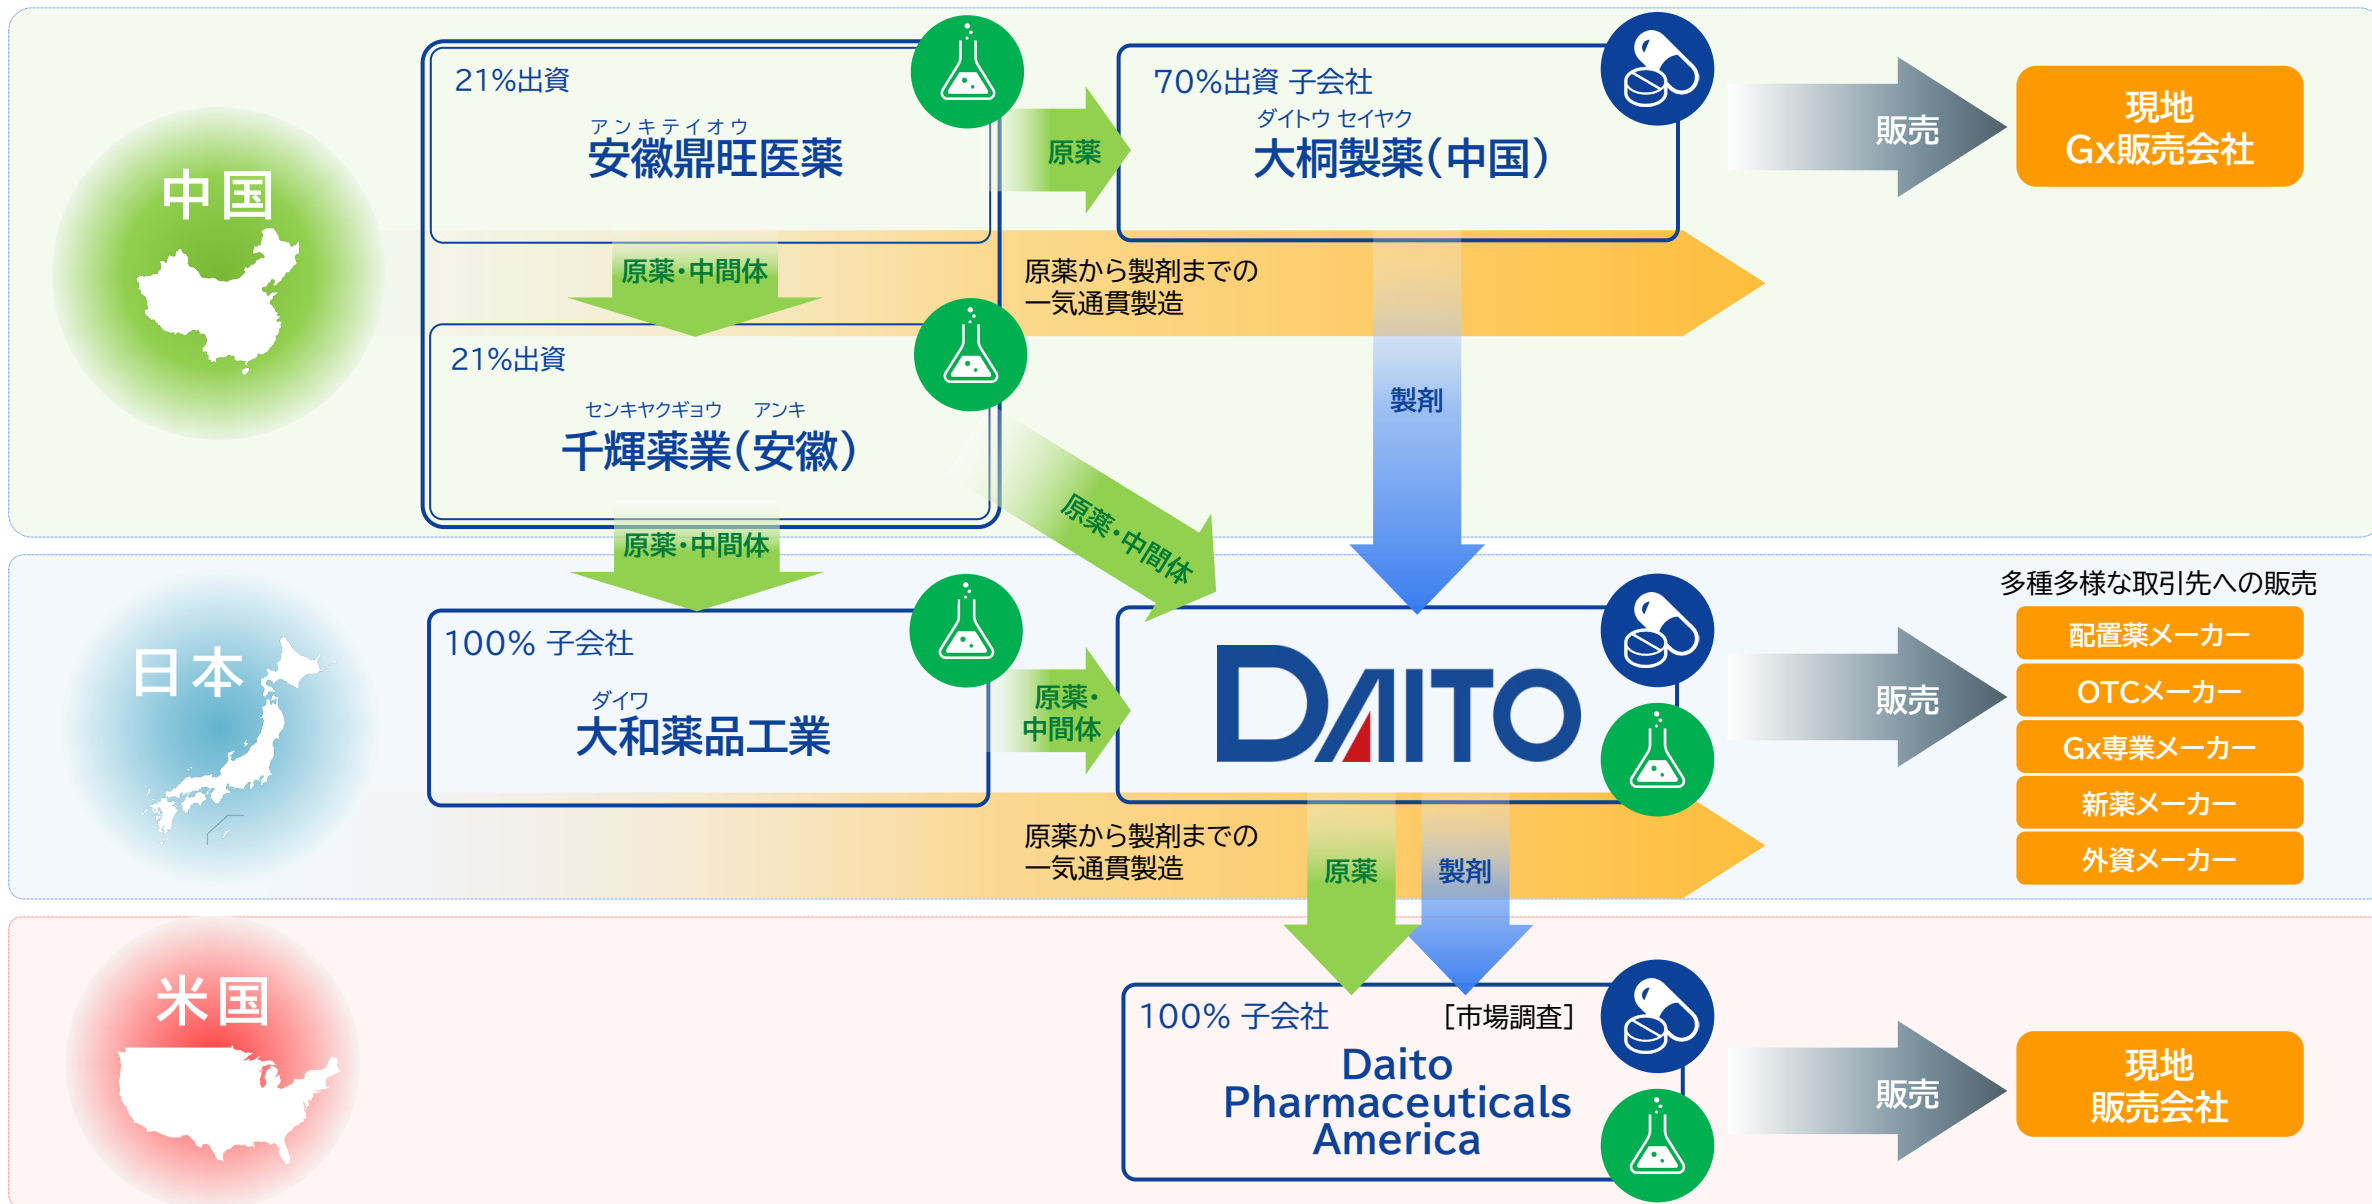 中国
21%出資
アンキテイオウ
安徽鼎旺医薬
原薬
70%出資 子会社
ダイトウ セイヤク
大桐製薬(中国)
販売
現地
Gx販売会社
原薬・中間体
原薬から製剤までの
一気通貫製造
21%出資
センキヤクギョウ アンキ
千輝薬業(安徽)
製剤
原薬・中間体
原薬・中間体
日本
100% 子会社
ダイワ
大和薬品工業
原薬・
中間体
DAITO
販売
多種多様な取引先への販売
配置薬メーカー
OTCメーカー
Gx専業メーカー
新薬メーカー
外資メーカー
原薬から製剤までの
一気通貫製造
原薬
製剤
米国
100% 子会社
[市場調査]
Daito
Pharmaceuticals
America
販売
現地
販売会社